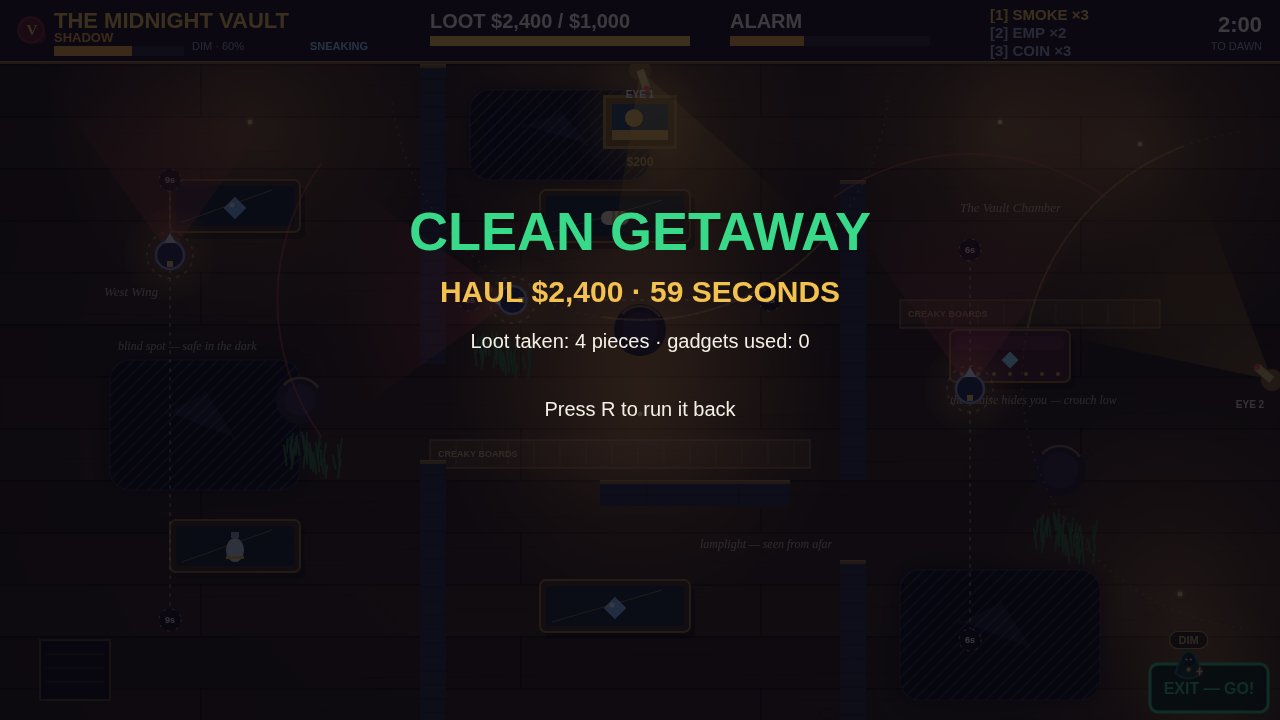 V
THE MIDNIGHT VAULT
SHADOW
DIM · 60%
SNEAKING
LOOT $2,400 / $1,000
ALARM
[1] SMOKE ×3
[2] EMP ×2
[3] COIN ×3
2:00
TO DAWN
EYE 1
$200
9s
The Vault Chamber
CLEAN GETAWAY
6s
West Wing
HAUL $2,400 · 59 SECONDS
CREAKY BOARDS
blind spot — safe in the dark
Loot taken: 4 pieces · gadgets used: 0
hides you — crouch low
EYE 2
Press R to run it back
CREAKY BOARDS
lamplight — seen from afar
9s
6s
DIM
EXIT — GO!